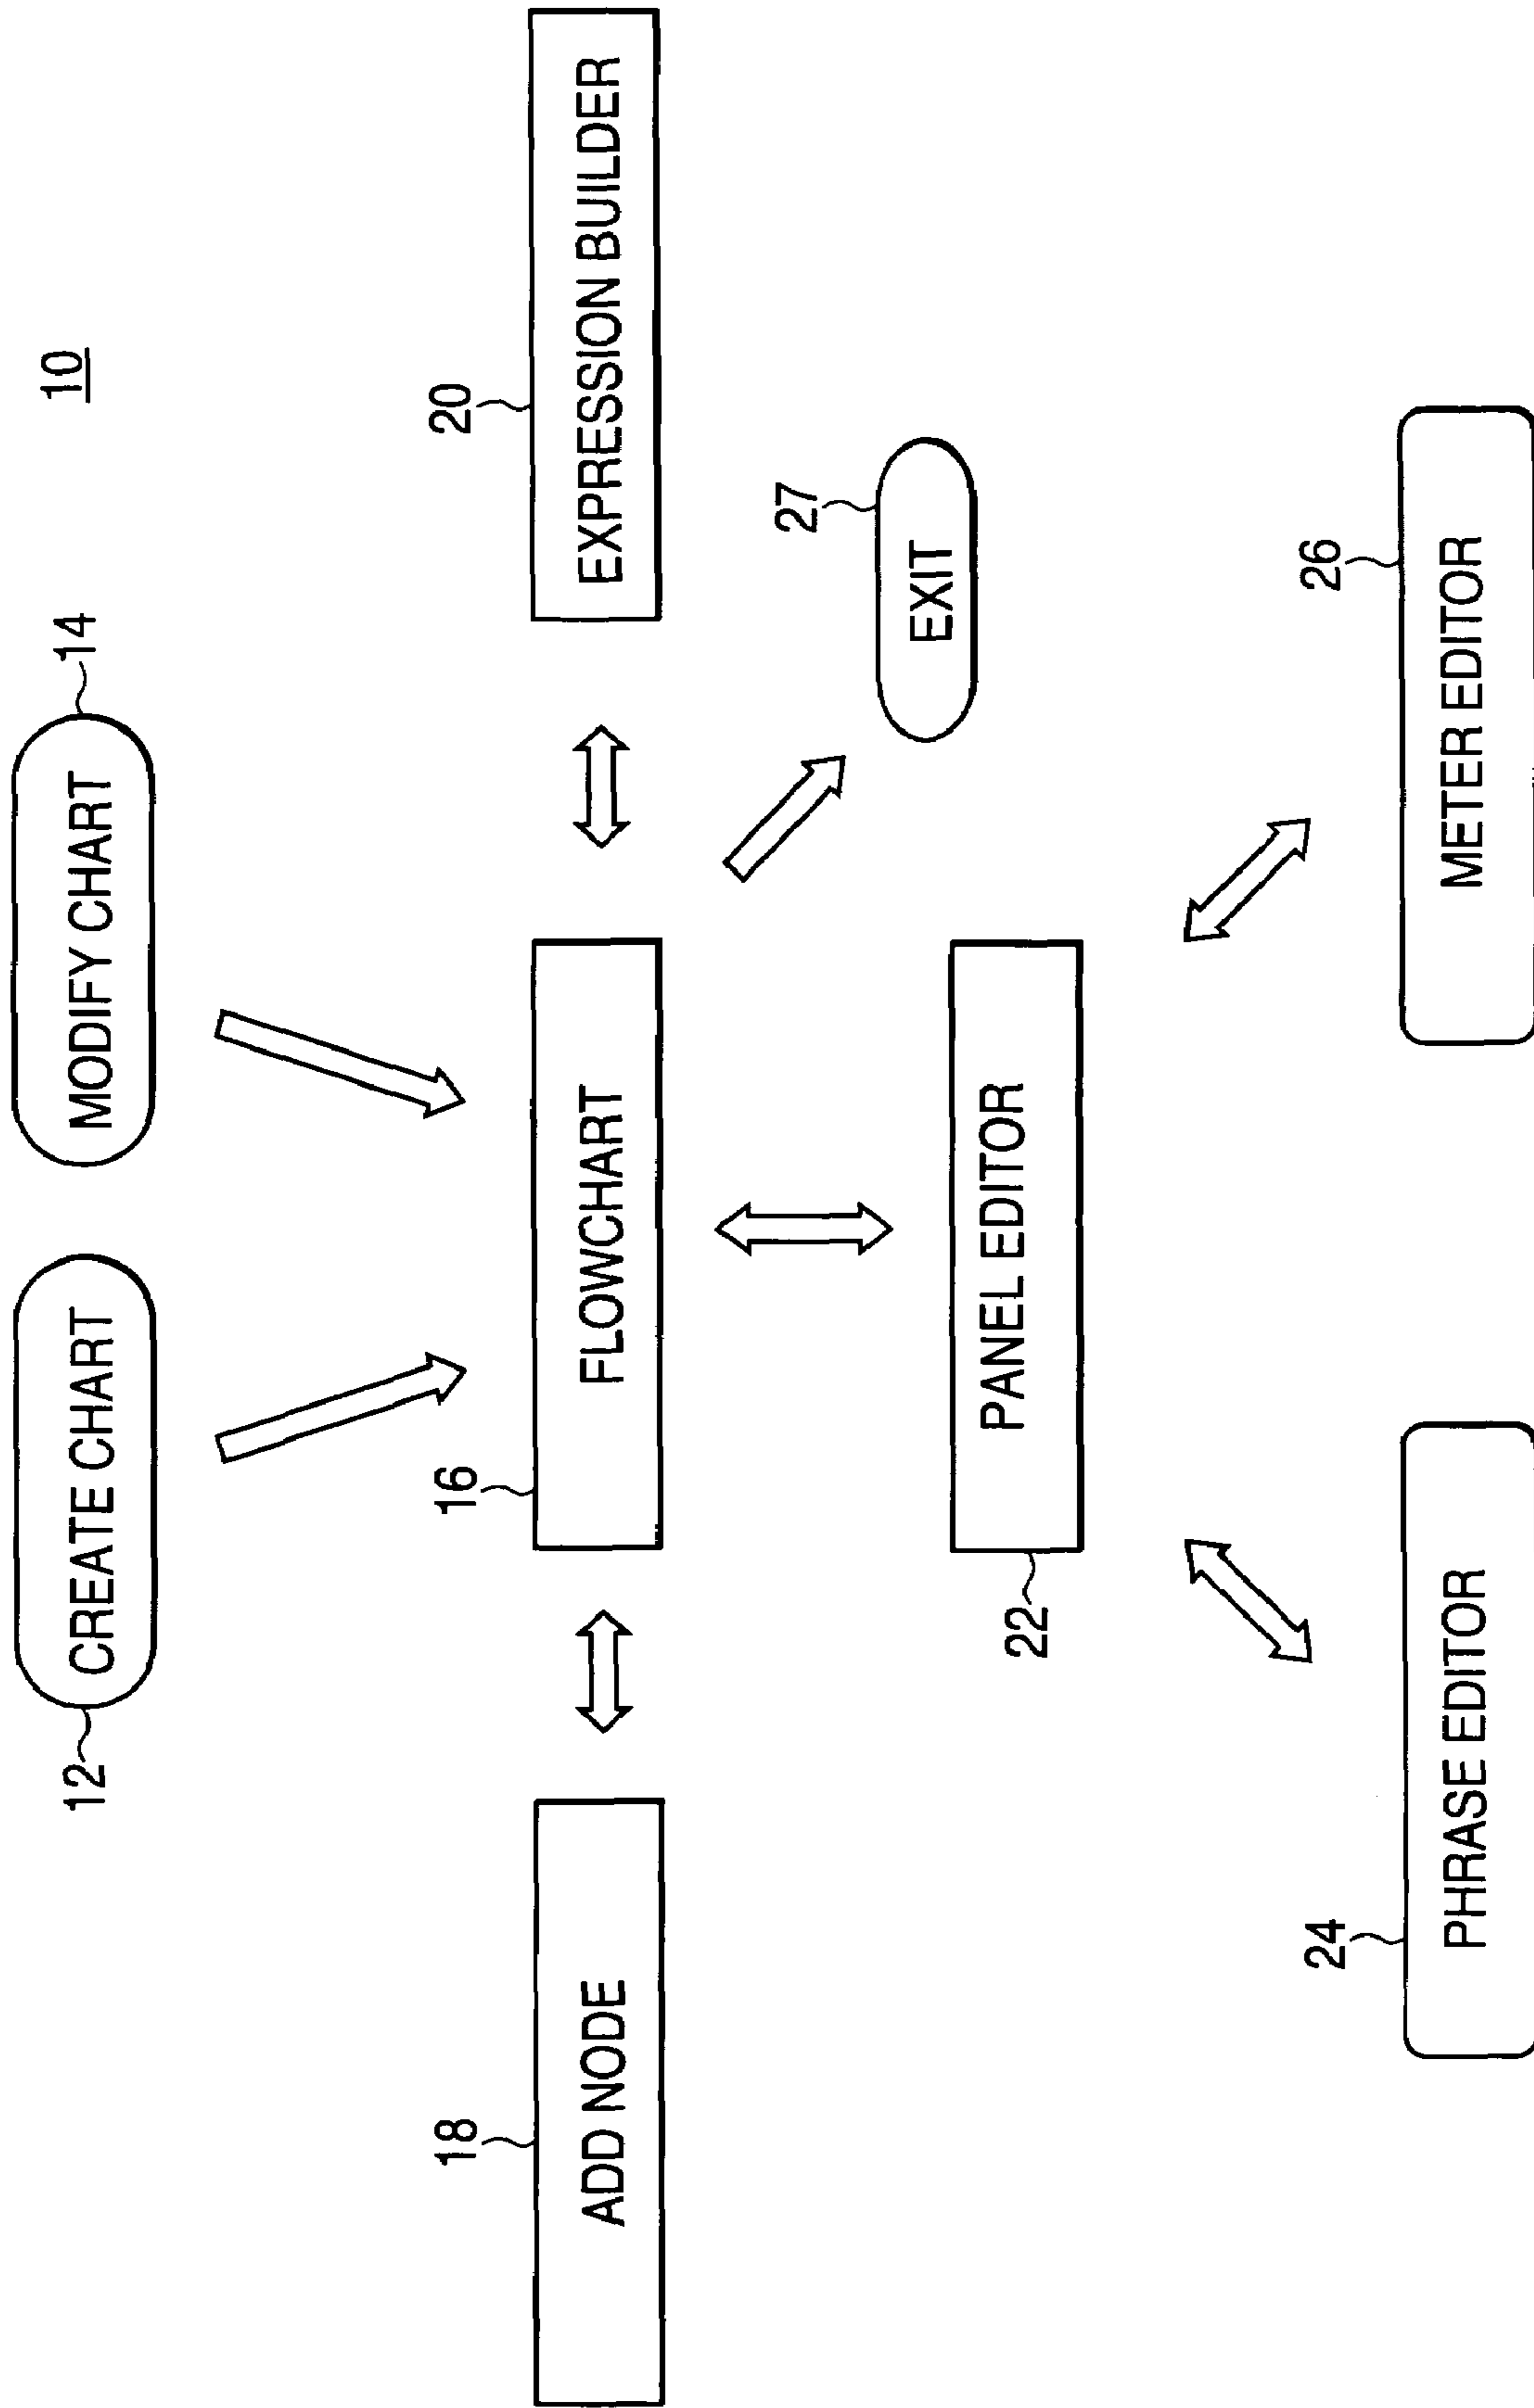 10
12
CREATE CHART
MODIFY CHART
14
18
ADD NODE
16
FLOWCHART
20
EXPRESSION BUILDER
27
EXIT
22
PANEL EDITOR
24
PHRASE EDITOR
26
METER EDITOR